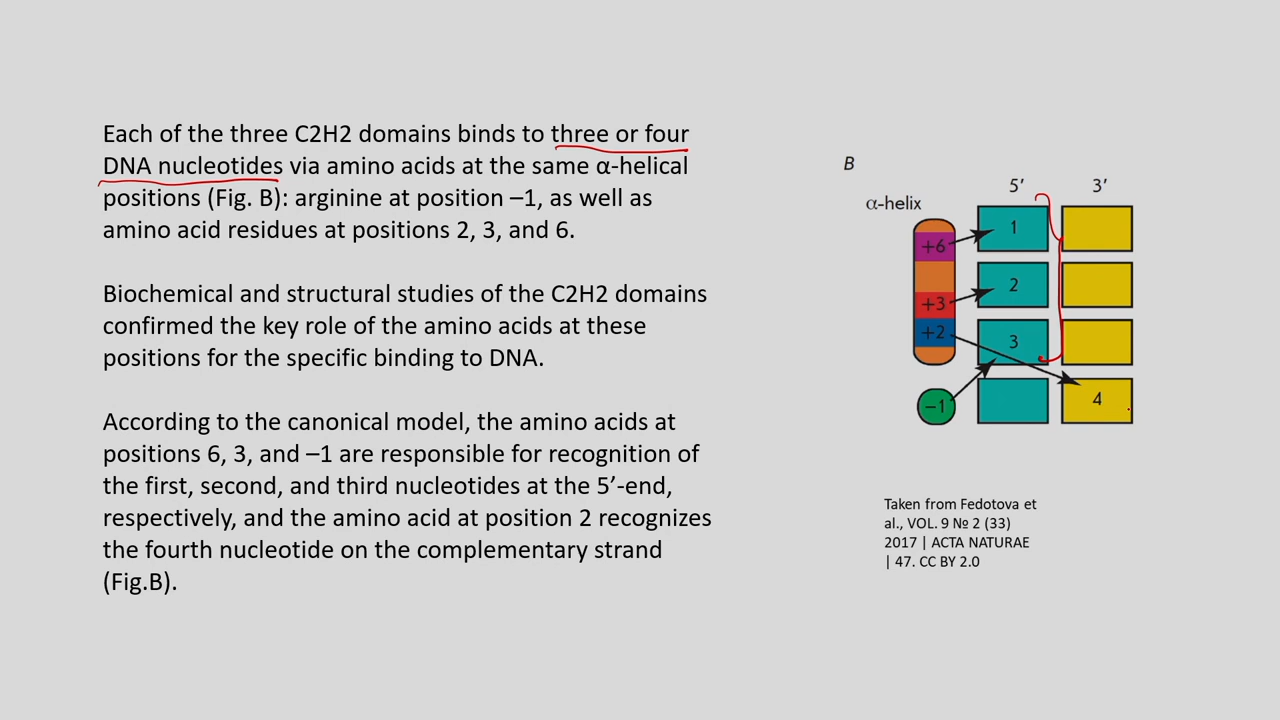 Each of the three C2H2 domains binds to three or four
DNA nucleotides via amino acids at the same α-helical
positions (Fig. B): arginine at position –1, as well as
amino acid residues at positions 2, 3, and 6.
Biochemical and structural studies of the C2H2 domains
confirmed the key role of the amino acids at these
positions for the specific binding to DNA.
According to the canonical model, the amino acids at
positions 6, 3, and –1 are responsible for recognition of
the first, second, and third nucleotides at the 5’-end,
respectively, and the amino acid at position 2 recognizes
the fourth nucleotide on the complementary strand
(Fig.B).
B
5′ 3′
α-helix
+6 1
2
+3
+2 3
–1 4
Taken from Fedotova et
al., VOL. 9 № 2 (33)
2017 | ACTA NATURAE
| 47. CC BY 2.0